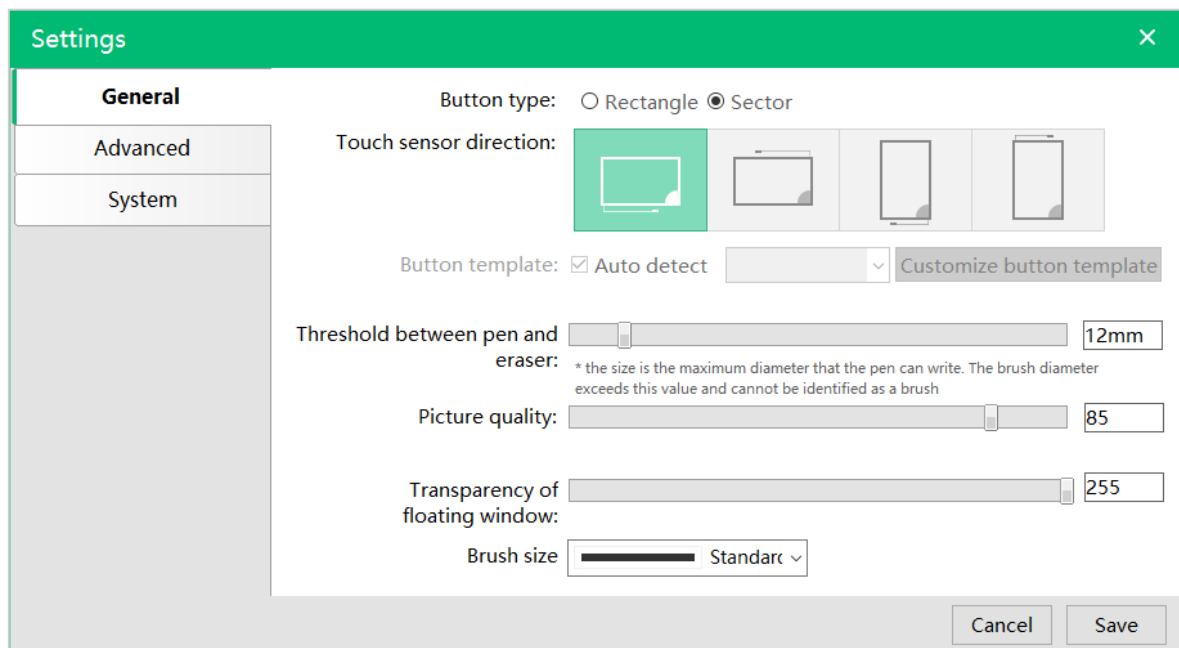 Settings
General
Advanced
System
Button type: Rectangle Sector
Touch sensor direction:
Button template: Auto detect Customize button template
Threshold between pen and
eraser:
12mm
* the size is the maximum diameter that the pen can write. The brush diameter
exceeds this value and cannot be identified as a brush
Picture quality: 85
Transparency of
floating window:
255
Brush size Standarc
Cancel Save